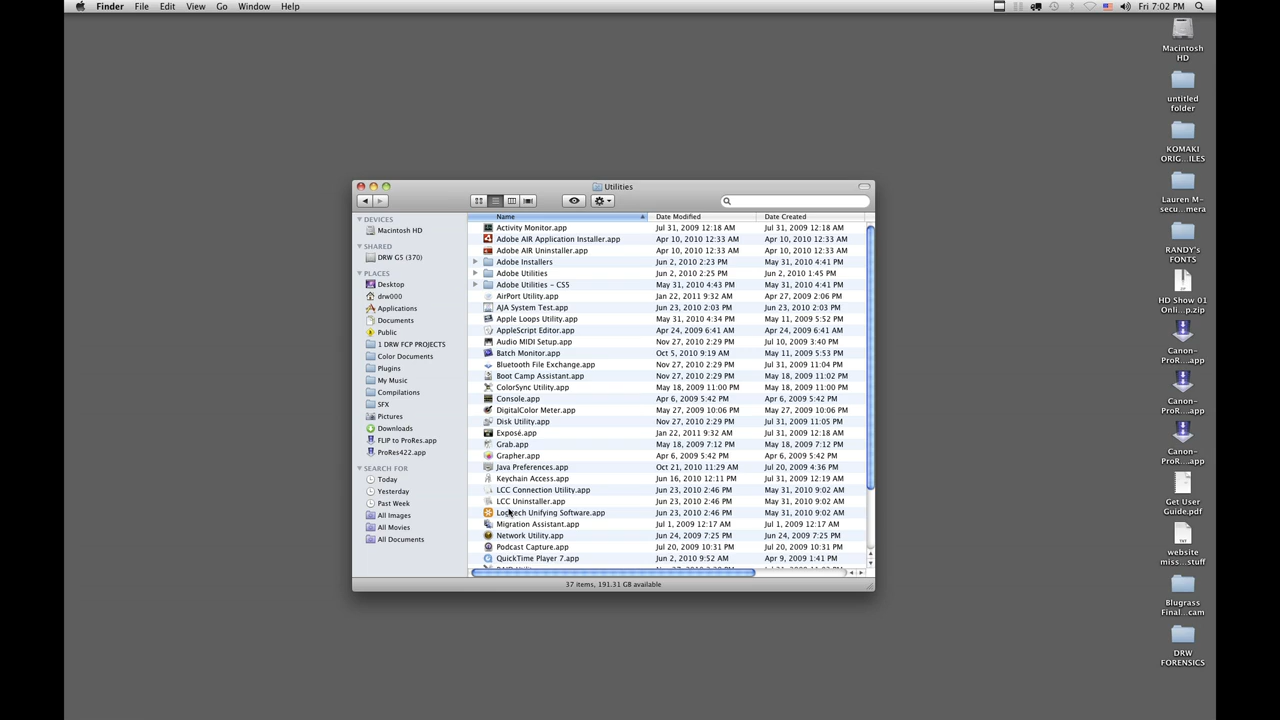 Finder File Edit View Go Window Help Fri 7:02 PM
Utilities
Name Date Modified Date Created
Activity Monitor.app Jul 31, 2009 12:18 AM Jul 31, 2009 12:18 AM
Adobe AIR Application Installer.app Apr 10, 2010 12:33 AM Apr 10, 2010 12:33 AM
Adobe AIR Uninstaller.app Apr 10, 2010 12:33 AM Apr 10, 2010 12:33 AM
Adobe Installers Jun 2, 2010 2:23 PM May 31, 2010 4:41 PM
Adobe Utilities Jun 2, 2010 2:25 PM Jun 2, 2010 1:45 PM
Adobe Utilities - CS5 May 31, 2010 4:43 PM May 31, 2010 4:41 PM
AirPort Utility.app Jan 22, 2011 9:32 AM Apr 27, 2009 2:06 PM
AJA System Test.app Jun 23, 2010 2:03 PM Jun 23, 2010 2:03 PM
Apple Loops Utility.app May 31, 2010 4:34 PM May 11, 2009 5:52 PM
AppleScript Editor.app Apr 24, 2009 6:41 AM Apr 24, 2009 6:41 AM
Audio MIDI Setup.app Nov 27, 2010 2:29 PM Jul 10, 2009 3:40 PM
Batch Monitor.app Oct 5, 2010 9:19 AM May 11, 2009 5:53 PM
Bluetooth File Exchange.app Nov 27, 2010 2:29 PM Jul 31, 2009 11:04 PM
Boot Camp Assistant.app Nov 27, 2010 2:29 PM May 18, 2009 11:02 PM
ColorSync Utility.app May 18, 2009 11:00 PM May 18, 2009 11:00 PM
Console.app Apr 6, 2009 5:42 PM Apr 6, 2009 5:42 PM
DigitalColor Meter.app May 27, 2009 10:06 PM May 27, 2009 10:06 PM
Disk Utility.app Nov 27, 2010 2:29 PM Jul 31, 2009 11:05 PM
Exposé.app Jan 22, 2011 9:32 AM Jul 31, 2009 12:18 AM
Grab.app May 18, 2009 7:12 PM May 18, 2009 7:12 PM
Grapher.app Apr 6, 2009 5:42 PM Apr 6, 2009 5:42 PM
Java Preferences.app Oct 21, 2010 11:29 AM Jul 20, 2009 4:36 PM
Keychain Access.app Jun 16, 2010 12:11 PM Jul 31, 2009 12:19 AM
LCC Connection Utility.app Jun 23, 2010 2:46 PM May 31, 2010 9:02 AM
LCC Uninstaller.app Jun 23, 2010 2:46 PM May 31, 2010 9:02 AM
Logitech Unifying Software.app Jun 23, 2010 2:46 PM May 31, 2010 9:02 AM
Migration Assistant.app Jul 1, 2009 12:17 AM Jul 1, 2009 12:17 AM
Network Utility.app Jun 24, 2009 7:25 PM Jun 24, 2009 7:25 PM
Podcast Capture.app Jul 20, 2009 10:31 PM Jul 20, 2009 10:31 PM
QuickTime Player 7.app Jun 2, 2010 9:52 AM Apr 9, 2009 1:41 PM
37 items, 191.31 GB available
DEVICES
Macintosh HD
SHARED
DRW G5 (370)
PLACES
Desktop
drw000
Applications
Documents
Public
1 DRW FCP PROJECTS
Color Documents
Plugins
My Music
Compilations
SFX
Pictures
Downloads
FLIP to ProRes.app
ProRes422.app
SEARCH FOR
Today
Yesterday
Past Week
All Images
All Movies
All Documents
Macintosh
HD
untitled
folder
KOMAKI
ORIG...ILES
Lauren M-
secu...mera
RANDY's
FONTS
HD Show 01
Onli...p.zip
Canon-
ProR....app
Canon-
ProR....app
Canon-
ProR....app
Get User
Guide.pdf
TXT
website
miss...stuff
Blugrass
Final...cam
DRW
FORENSICS